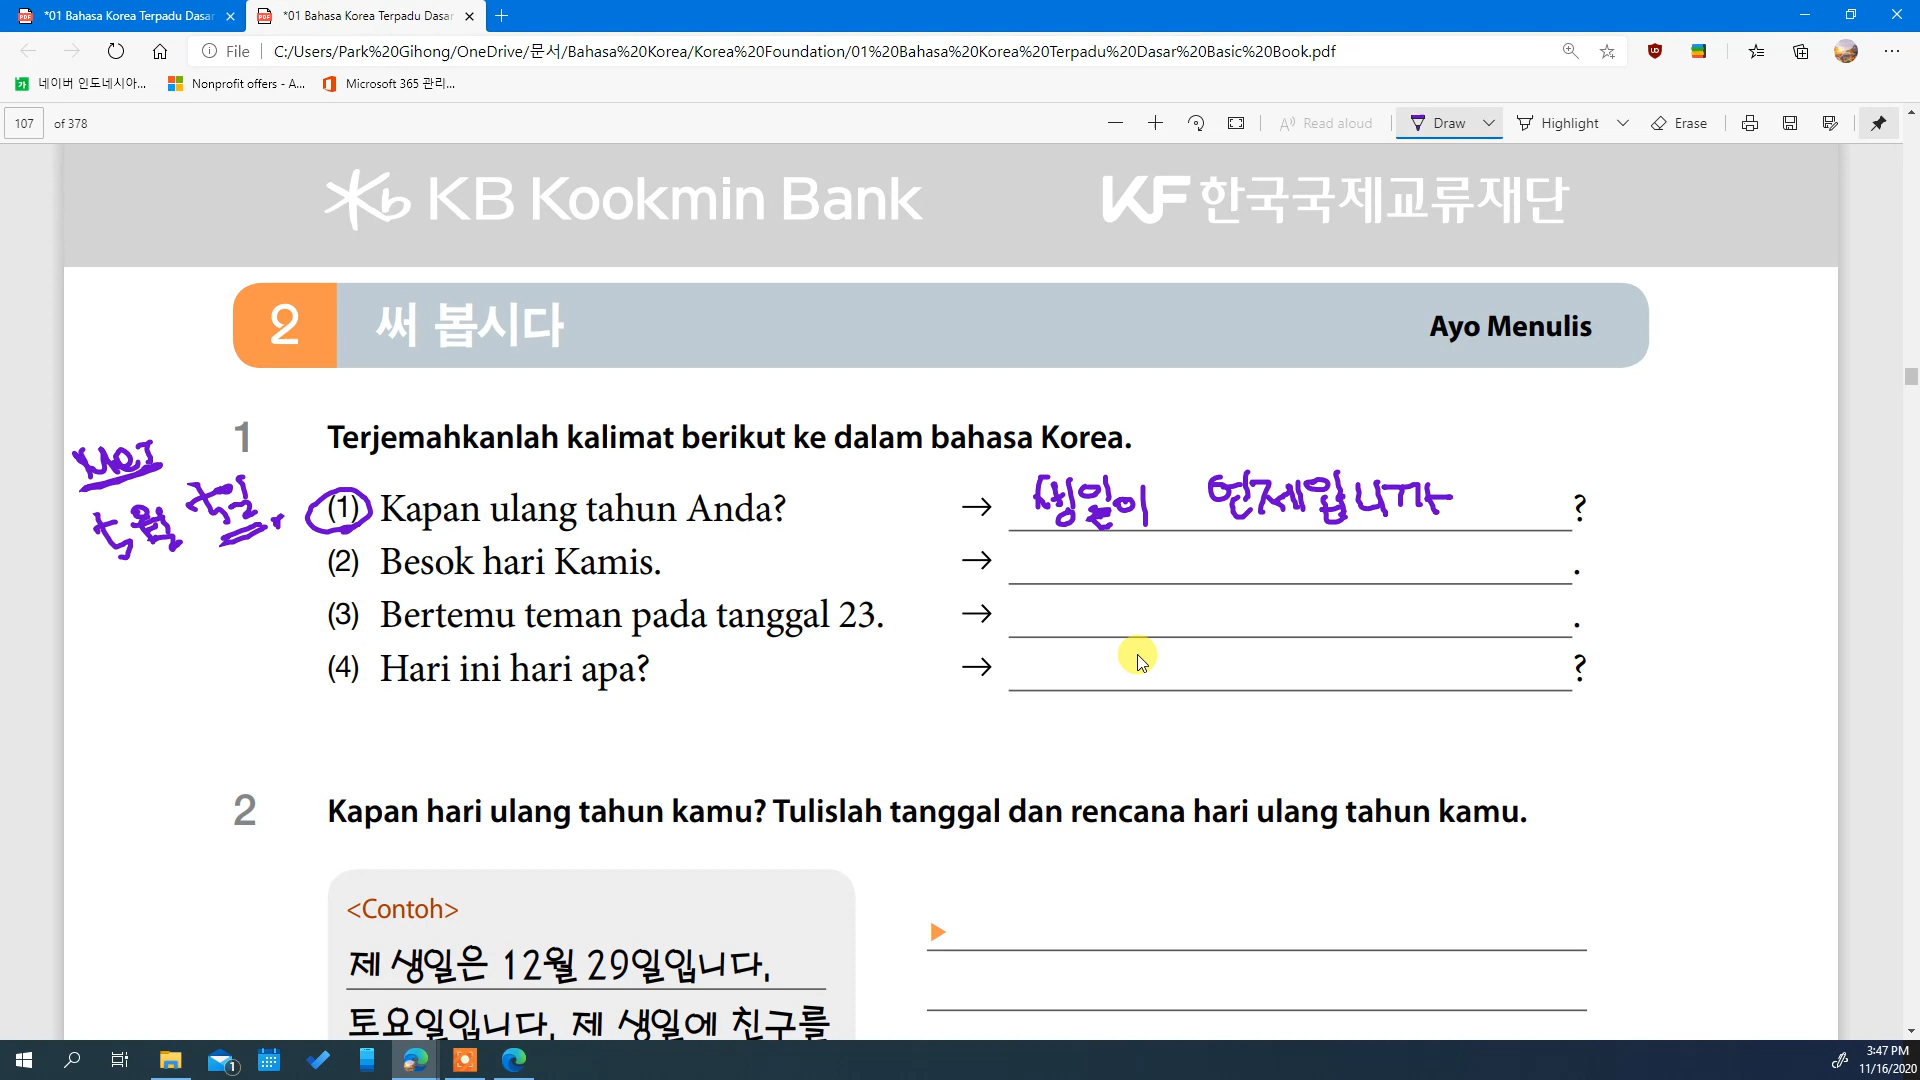 *01 Bahasa Korea Terpadu Dasar
*01 Bahasa Korea Terpadu Dasar
File
C:/Users/Park%20Gihong/OneDrive/문서/Bahasa%20Korea/Korea%20Foundation/01%20Bahasa%20Korea%20Terpadu%20Dasar%20Basic%20Book.pdf
네이버 인도네시아...
Nonprofit offers - A...
Microsoft 365 관리...
107 of 378
Read aloud
Draw
Highlight
Erase
KB Kookmin Bank
KF 한국국제교류재단
2 써 봅시다 Ayo Menulis
1 Terjemahkanlah kalimat berikut ke dalam bahasa Korea.
Mei
(1) Kapan ulang tahun Anda? → 생일이 언제입니까 ?
(2) Besok hari Kamis. → .
(3) Bertemu teman pada tanggal 23. → .
(4) Hari ini hari apa? → ?
2 Kapan hari ulang tahun kamu? Tulislah tanggal dan rencana hari ulang tahun kamu.
<Contoh>
제 생일은 12월 29일입니다.
토요일입니다. 제 생일에 친구를
1
3:47 PM
11/16/2020